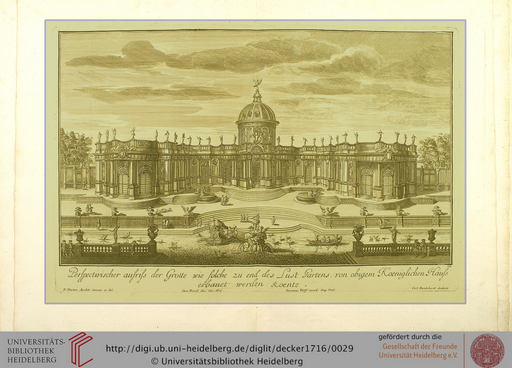 Perspectivischer aufriß der Grotte wie solche zu end des Lust Gartens, von obigem Koeniglichen Hauß
erbauet werden koente.
UNIVERSITÄTS-
BIBLIOTHEK
HEIDELBERG
http://digi.ub.uni-heidelberg.de/diglit/decker1716/0029
© Universitätsbibliothek Heidelberg
gefördert durch die
Gesellschaft der Freunde
Universität Heidelberg e.V.